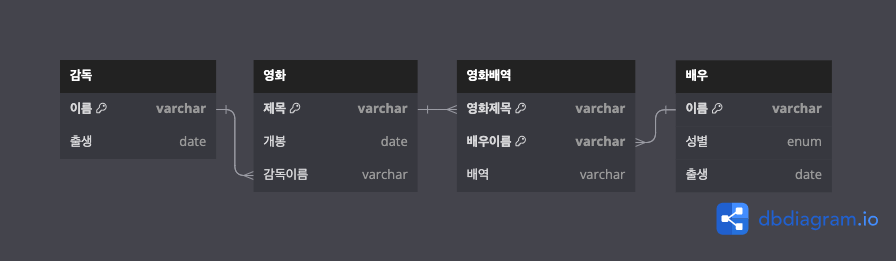 감독
이름 varchar
출생 date
영화
제목 varchar
개봉 date
감독이름 varchar
영화배역
영화제목 varchar
배우이름 varchar
배역 varchar
배우
이름 varchar
성별 enum
출생 date
dbdiagram.io